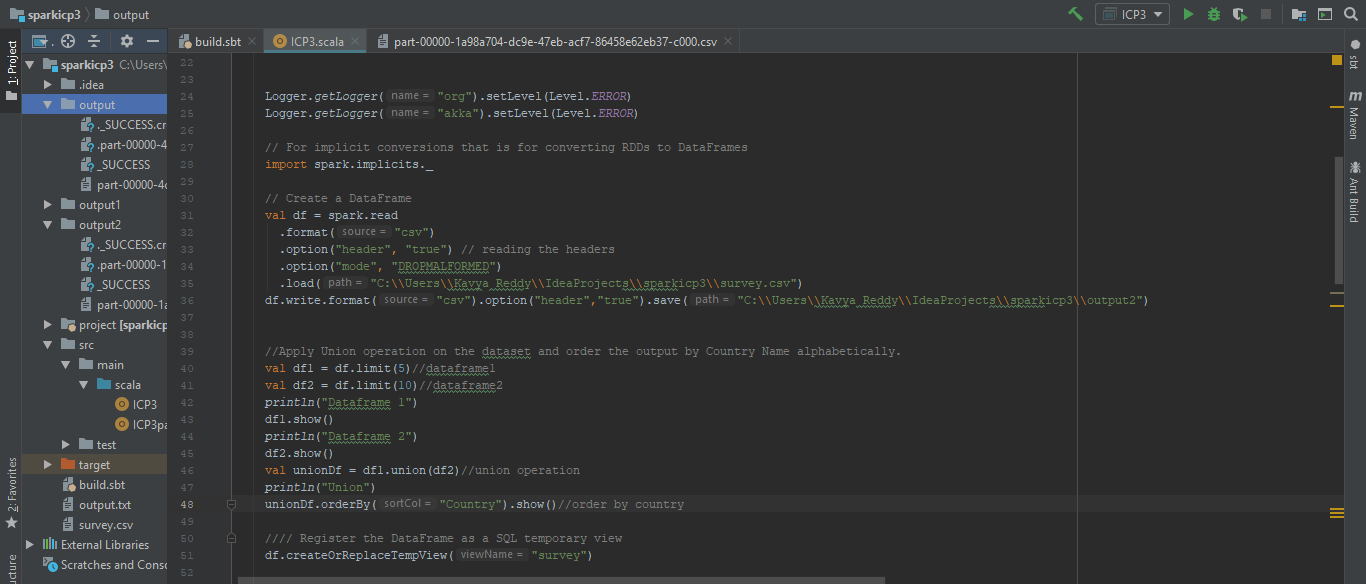 sparkicp3 output
ICP3
1: Project
build.sbt
ICP3.scala
part-00000-1a98a704-dc9e-47eb-acf7-86458e62eb37-c000.csv
sparkicp3 C:\Users\
.idea
output
._SUCCESS.cr
.part-00000-4
_SUCCESS
part-00000-4c
output1
output2
._SUCCESS.cr
.part-00000-1
_SUCCESS
part-00000-1a
project [sparkicp
src
main
scala
ICP3
ICP3pa
test
target
build.sbt
output.txt
survey.csv
External Libraries
Scratches and Conso
2: Favorites
ucture
22
23
24 Logger.getLogger( name = "org").setLevel(Level.ERROR)
25 Logger.getLogger( name = "akka").setLevel(Level.ERROR)
26
27 // For implicit conversions that is for converting RDDs to DataFrames
28 import spark.implicits._
29
30 // Create a DataFrame
31 val df = spark.read
32 .format( source = "csv")
33 .option("header", "true") // reading the headers
34 .option("mode", "DROPMALFORMED")
35 .load( path = "C:\\Users\\Kavya Reddy\\IdeaProjects\\sparkicp3\\survey.csv")
36 df.write.format( source = "csv").option("header","true").save( path = "C:\\Users\\Kavya Reddy\\IdeaProjects\\sparkicp3\\output2")
37
38
39 //Apply Union operation on the dataset and order the output by Country Name alphabetically.
40 val df1 = df.limit(5)//dataframe1
41 val df2 = df.limit(10)//dataframe2
42 println("Dataframe 1")
43 df1.show()
44 println("Dataframe 2")
45 df2.show()
46 val unionDf = df1.union(df2)//union operation
47 println("Union")
48 unionDf.orderBy( sortCol = "Country").show()//order by country
49
50 //// Register the DataFrame as a SQL temporary view
51 df.createOrReplaceTempView( viewName = "survey")
52
sbt
m Maven
Ant Build